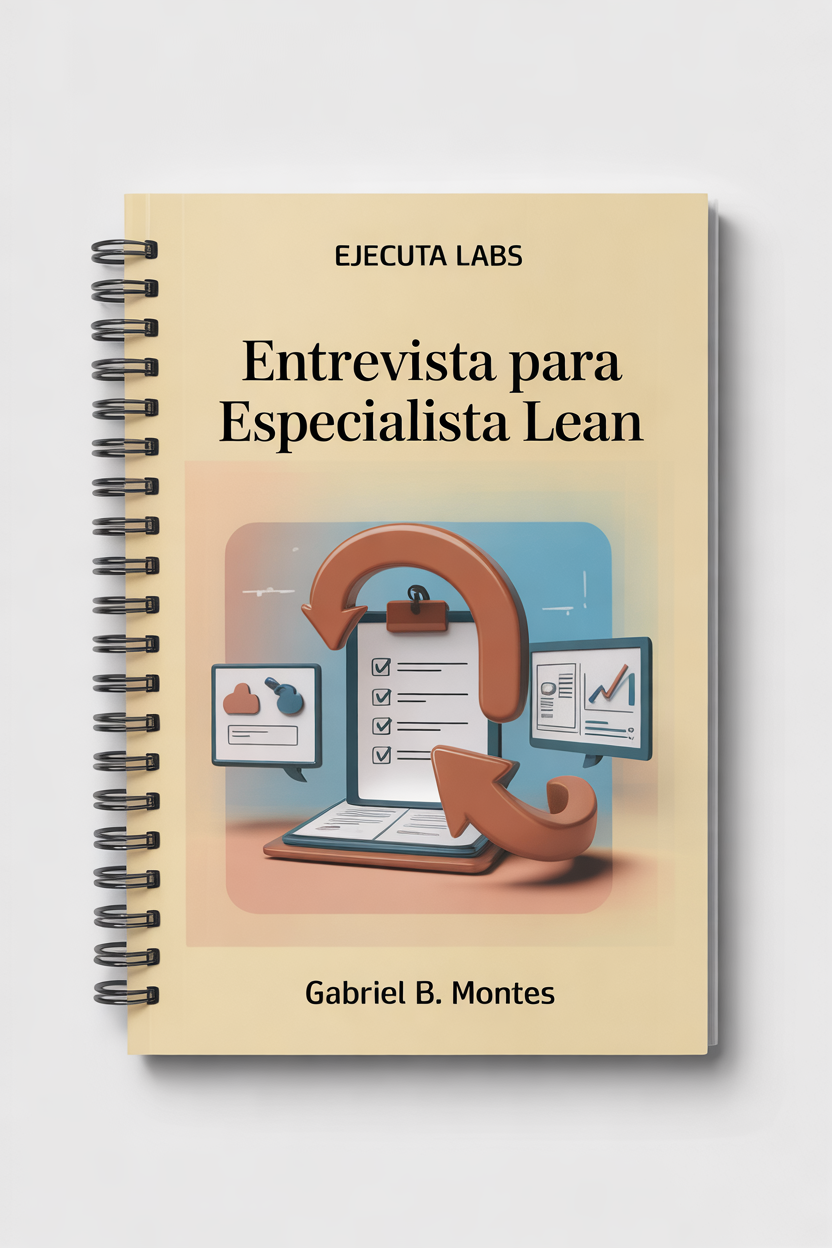 EJECUTA LABS
Entrevista para
Especialista Lean
Gabriel B. Montes